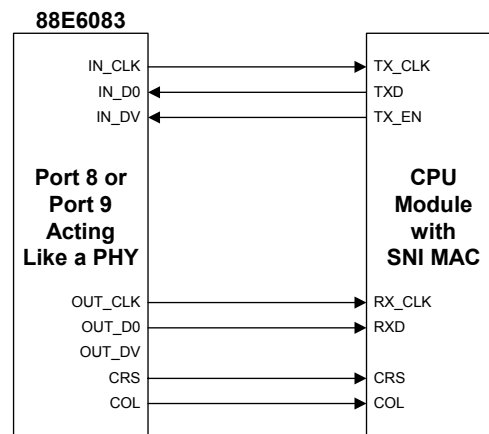 88E6083
IN_CLK TX_CLK
IN_D0 TXD
IN_DV TX_EN
Port 8 or
Port 9
Acting
Like a PHY
CPU
Module
with
SNI MAC
OUT_CLK RX_CLK
OUT_D0 RXD
OUT_DV
CRS CRS
COL COL